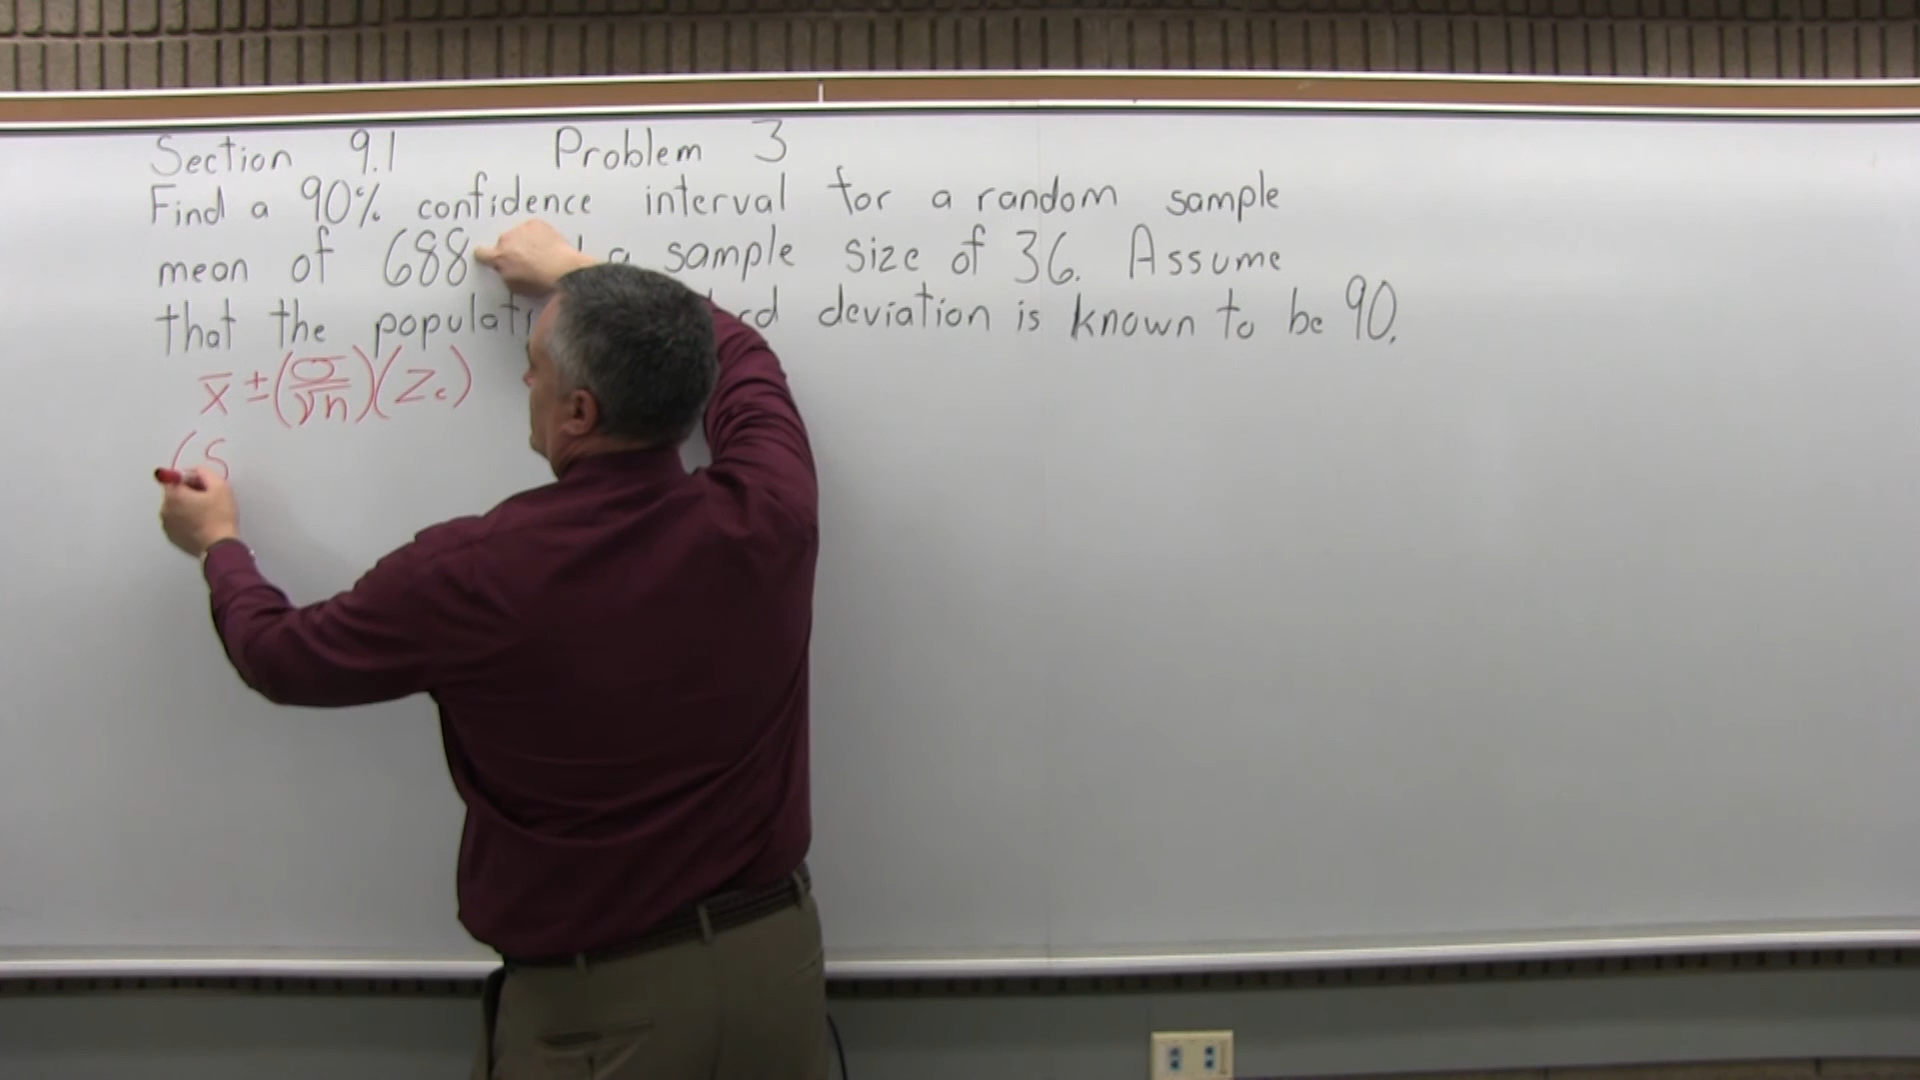 Section 9.1 Problem 3
Find a 90% confidence interval for a random sample
mean of 688 a sample size of 36. Assume
that the deviation is known to be 90.
x̄ ± (σ/√n)(Zc)